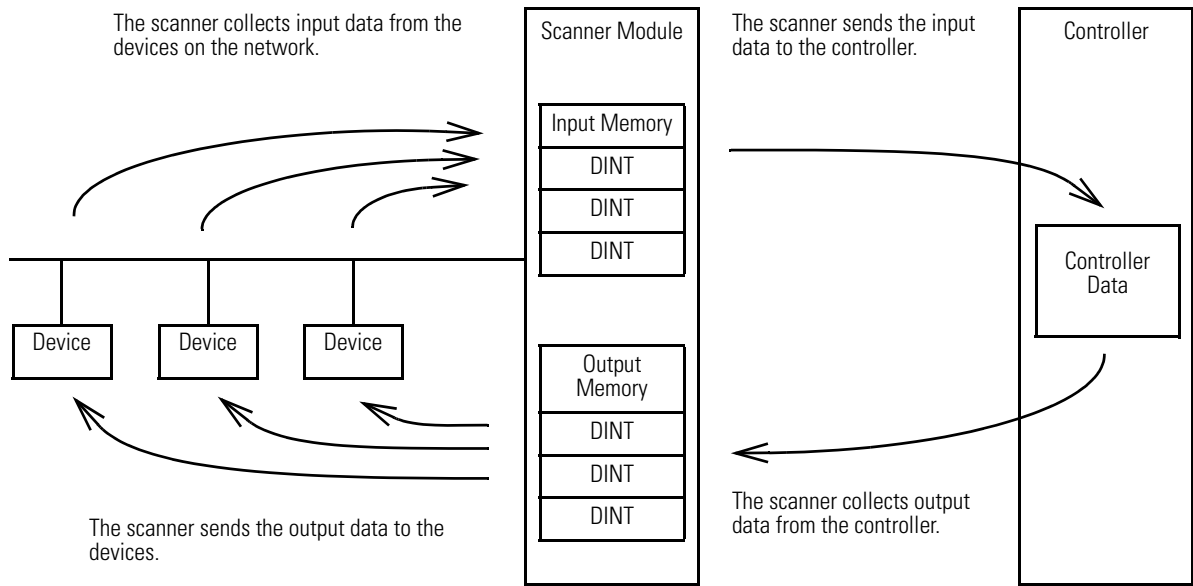 The scanner collects input data from the
devices on the network.
Scanner Module
The scanner sends the input
data to the controller.
Controller
Input Memory
DINT
DINT
DINT
Controller
Data
Device
Device
Device
Output
Memory
DINT
DINT
DINT
The scanner sends the output data to the
devices.
The scanner collects output
data from the controller.